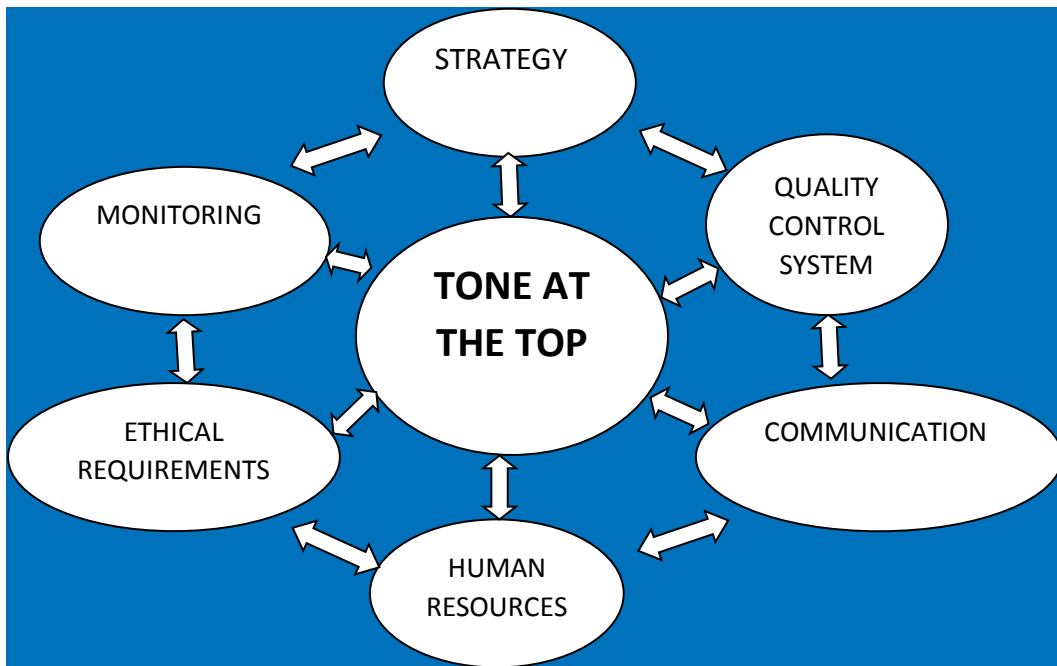 STRATEGY
MONITORING
QUALITY
CONTROL
SYSTEM
TONE AT
THE TOP
ETHICAL
REQUIREMENTS
COMMUNICATION
HUMAN
RESOURCES